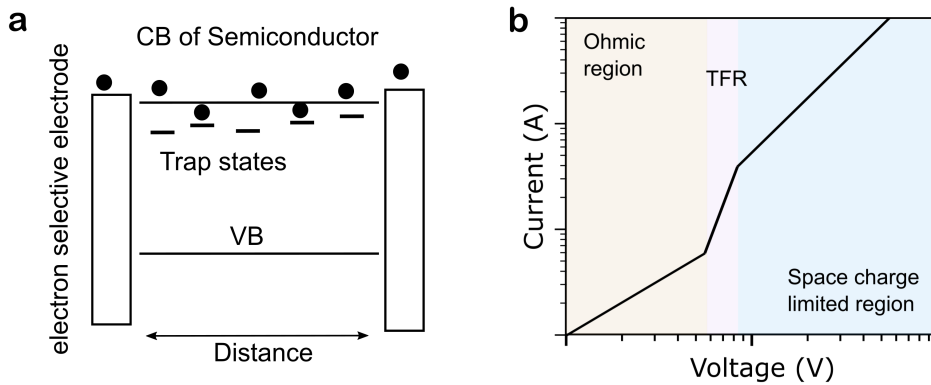 a
CB of Semiconductor
electron selective electrode
Trap states
VB
Distance
b
Ohmic
region
TFR
Space charge
limited region
Current (A)
Voltage (V)